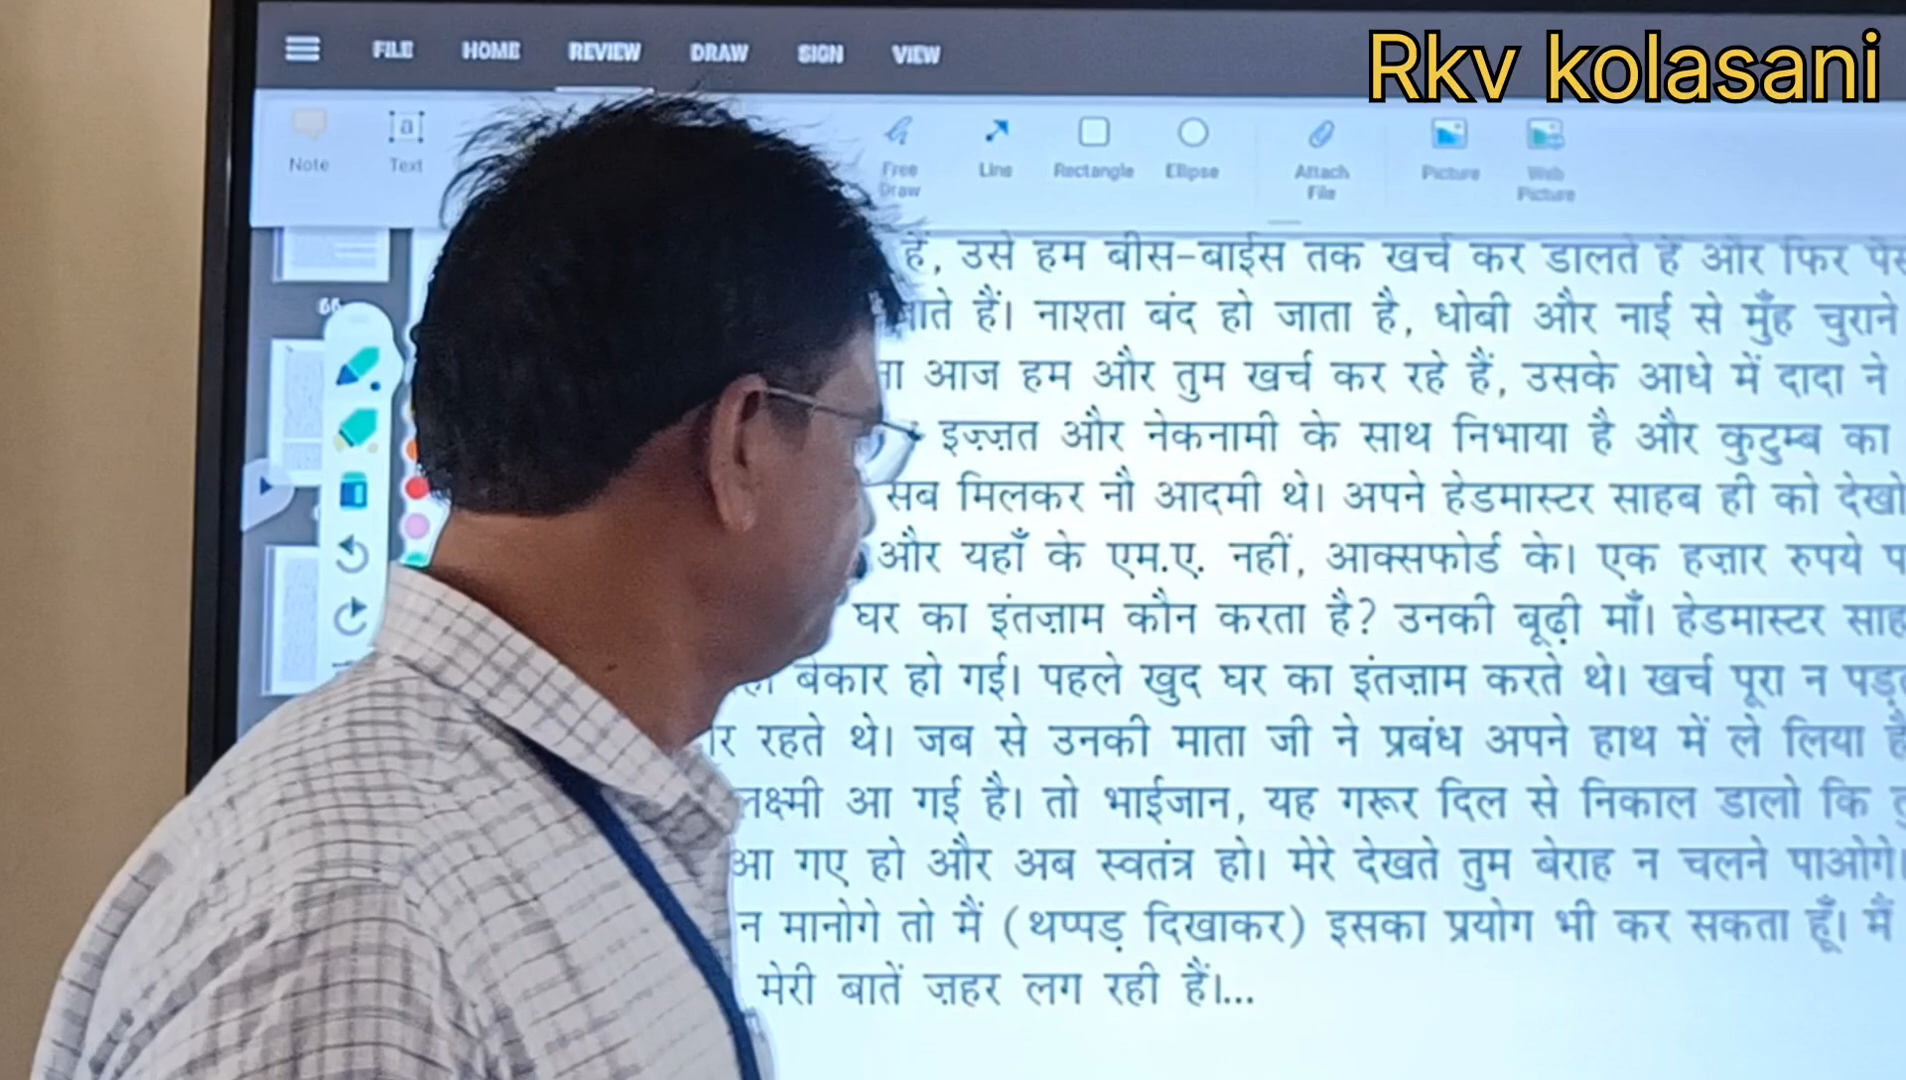 Rkv kolasani
FILE HOME REVIEW DRAW SIGN VIEW
Note Text Free Draw Line Rectangle Ellipse Attach File Picture Web Picture
66
हैं, उसे हम बीस-बाईस तक खर्च कर डालते हैं और फिर
हैं। नाश्ता बंद हो जाता है, धोबी और नाई से मुँह चुराने
आज हम और तुम खर्च कर रहे हैं, उसके आधे में दादा ने
इज़्ज़त और नेकनामी के साथ निभाया है और कुटुम्ब का
सब मिलकर नौ आदमी थे। अपने हेडमास्टर साहब ही को देखो
और यहाँ के एम.ए. नहीं, आक्सफोर्ड के। एक हज़ार रुपये
घर का इंतज़ाम कौन करता है? उनकी बूढ़ी माँ। हेडमास्टर
बेकार हो गई। पहले खुद घर का इंतज़ाम करते थे। खर्च पूरा न
रहते थे। जब से उनकी माता जी ने प्रबंध अपने हाथ में ले लिया है
लक्ष्मी आ गई है। तो भाईजान, यह गरूर दिल से निकाल डालो कि
आ गए हो और अब स्वतंत्र हो। मेरे देखते तुम बेराह न चलने पाओगे।
न मानोगे तो मैं (थप्पड़ दिखाकर) इसका प्रयोग भी कर सकता हूँ। मैं
मेरी बातें ज़हर लग रही हैं।...